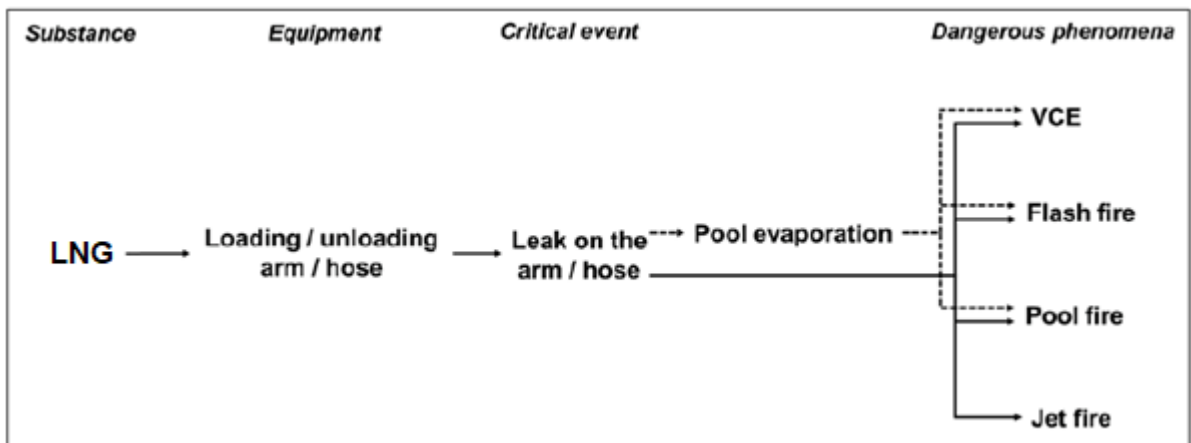 Substance
Equipment
Critical event
Dangerous phenomena
VCE
Flash fire
LNG
Loading / unloading
arm / hose
Leak on the
arm / hose
Pool evaporation
Pool fire
Jet fire